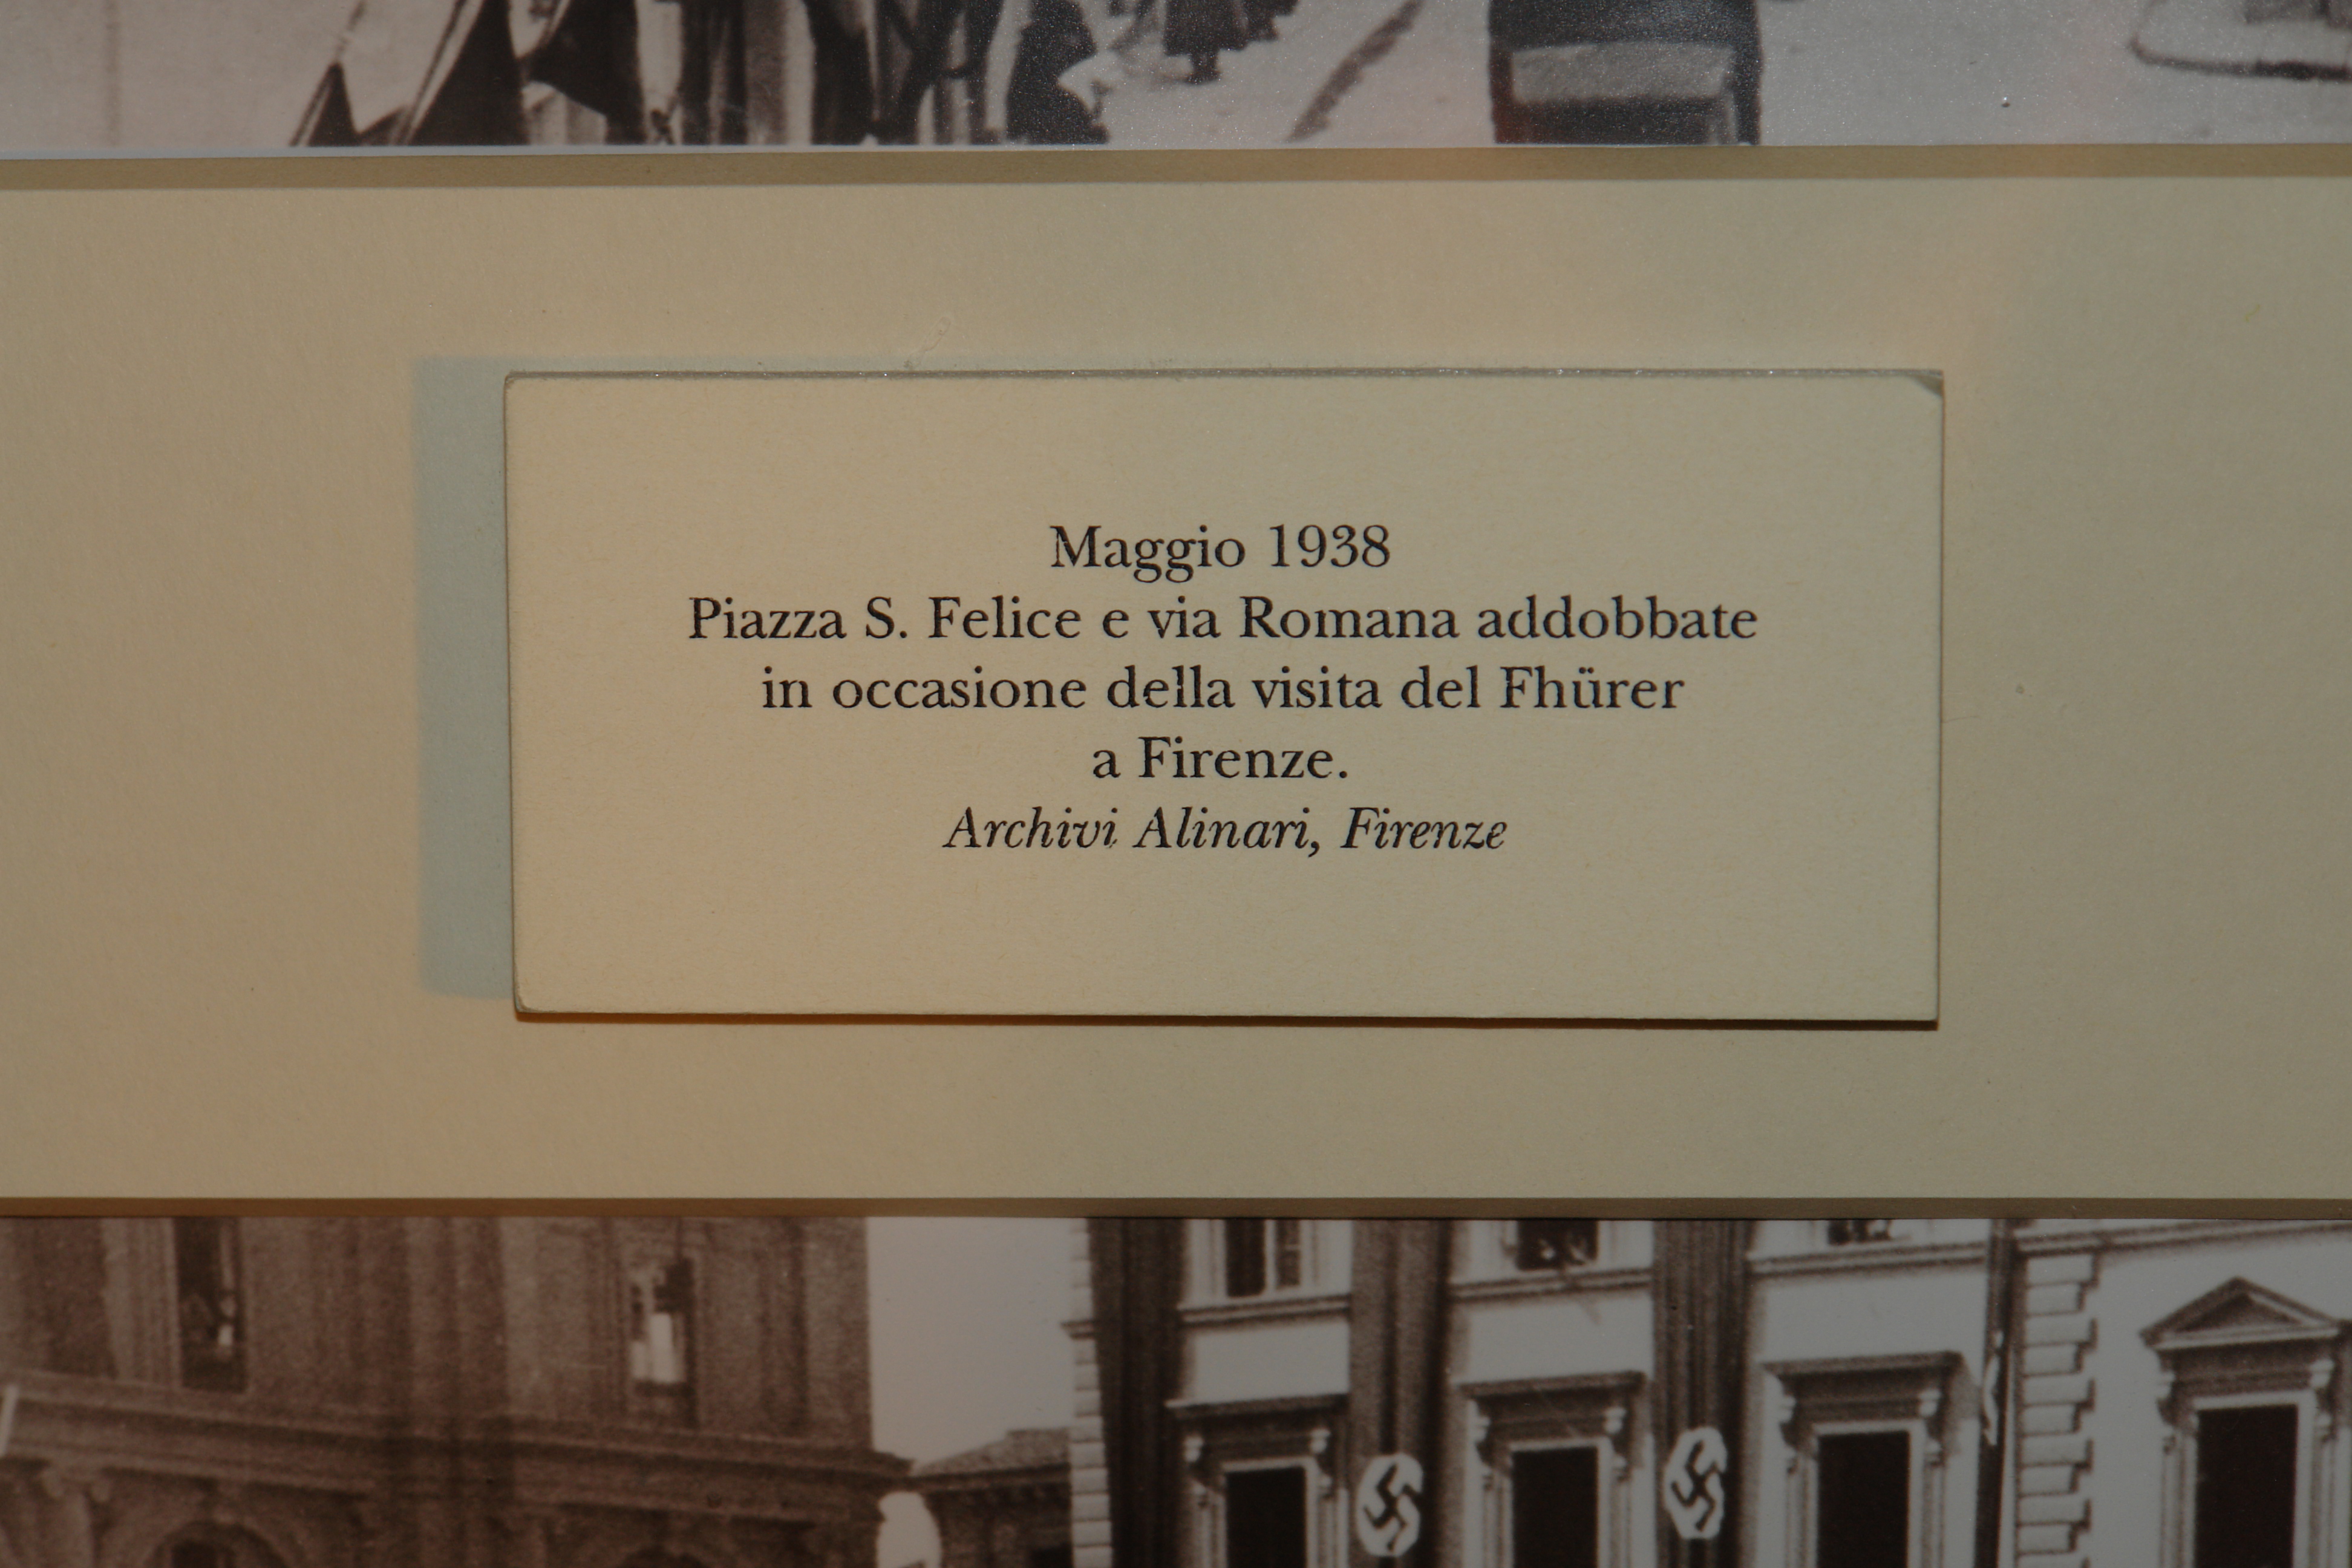 Maggio 1938
Piazza S. Felice e via Romana addobbate
in occasione della visita del Fhürer
a Firenze.
Archivi Alinari, Firenze